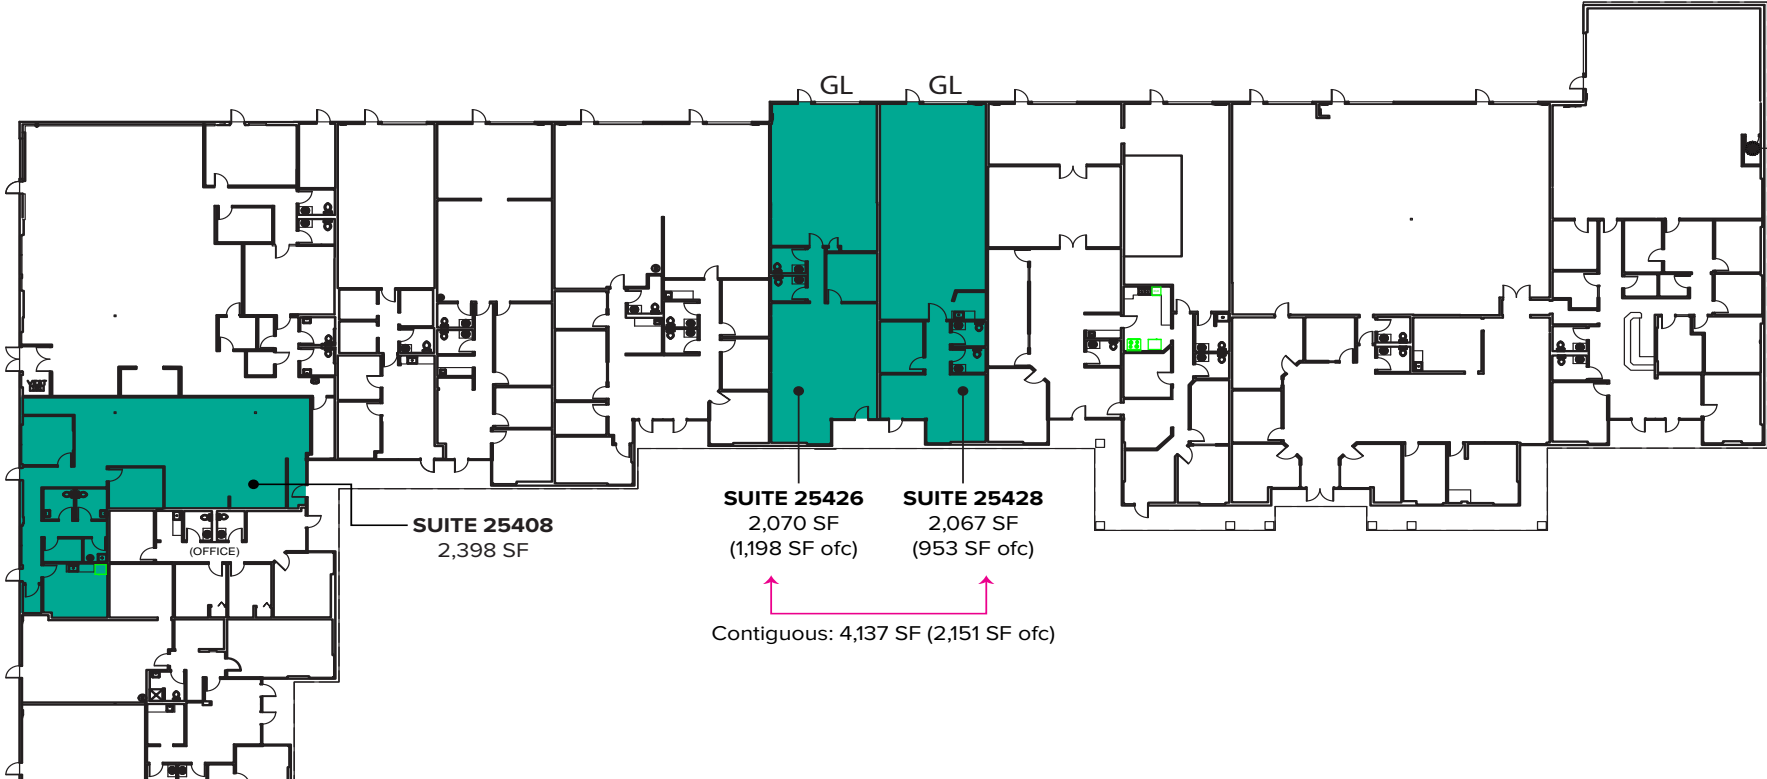 GL
GL
SUITE 25426
2,070 SF
(1,198 SF ofc)
SUITE 25428
2,067 SF
(953 SF ofc)
SUITE 25408
2,398 SF
(OFFICE)
Contiguous: 4,137 SF (2,151 SF ofc)